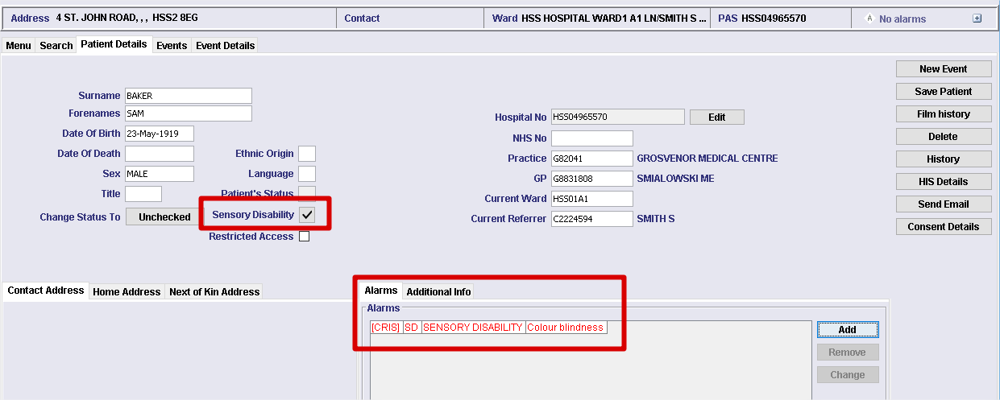 Address 4 ST. JOHN ROAD, , , HSS2 8EG Contact Ward HSS HOSPITAL WARD1 A1 LN/SMITH S ... PAS HSS04965570 A No alarms
Menu Search Patient Details Events Event Details
New Event
Save Patient
Film history
Delete
History
HIS Details
Send Email
Consent Details
Surname BAKER
Forenames SAM
Date Of Birth 23-May-1919
Date Of Death Ethnic Origin
Sex MALE Language
Title Patient's Status
Change Status To Unchecked Sensory Disability
Restricted Access
Hospital No HSS04965570 Edit
NHS No
Practice G82041 GROSVENOR MEDICAL CENTRE
GP G8831808 SMIALOWSKI ME
Current Ward HSS01A1
Current Referrer C2224594 SMITH S
Contact Address Home Address Next of Kin Address
Alarms Additional Info
Alarms
[CRIS] SD SENSORY DISABILITY Colour blindness
Add
Remove
Change